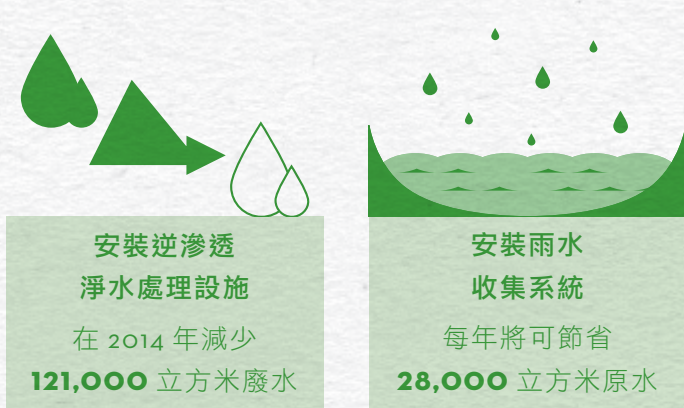 安裝逆滲透
淨水處理設施
在 2014 年減少
121,000 立方米廢水
安裝雨水
收集系統
每年將可節省
28,000 立方米原水